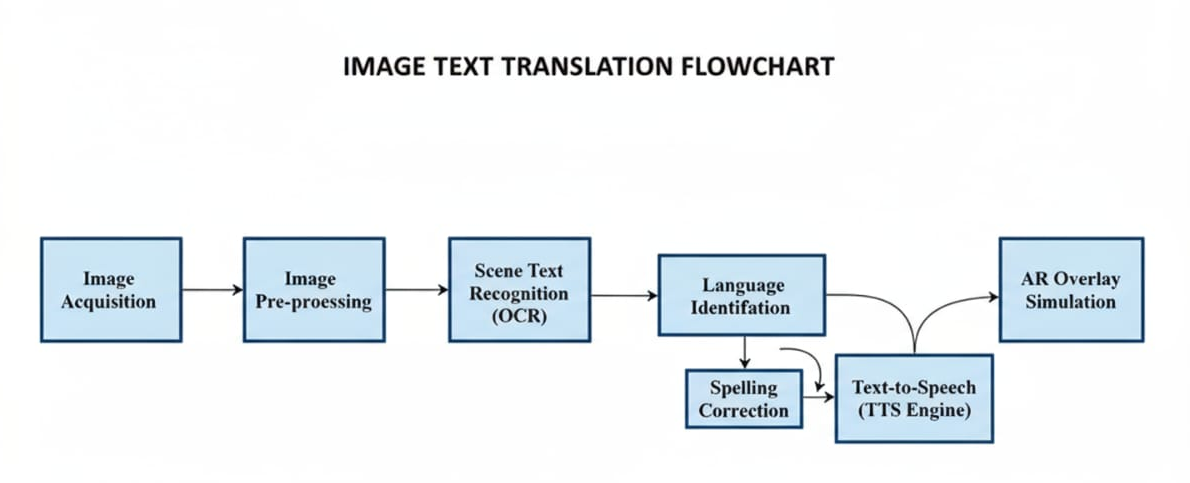 IMAGE TEXT TRANSLATION FLOWCHART
Image
Acquisition
Image
Pre-proessing
Scene Text
Recognition
(OCR)
Language
Identifation
Spelling
Correction
Text-to-Speech
(TTS Engine)
AR Overlay
Simulation